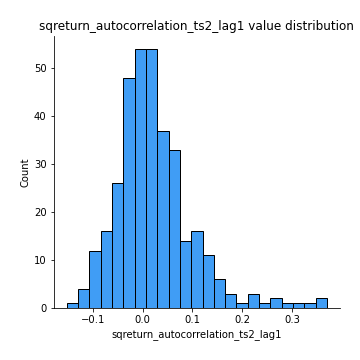 sqreturn_autocorrelation_ts2_lag1 value distribution
50
40
30
20
10
0
Count
−0.1 0.0 0.1 0.2 0.3
sqreturn_autocorrelation_ts2_lag1